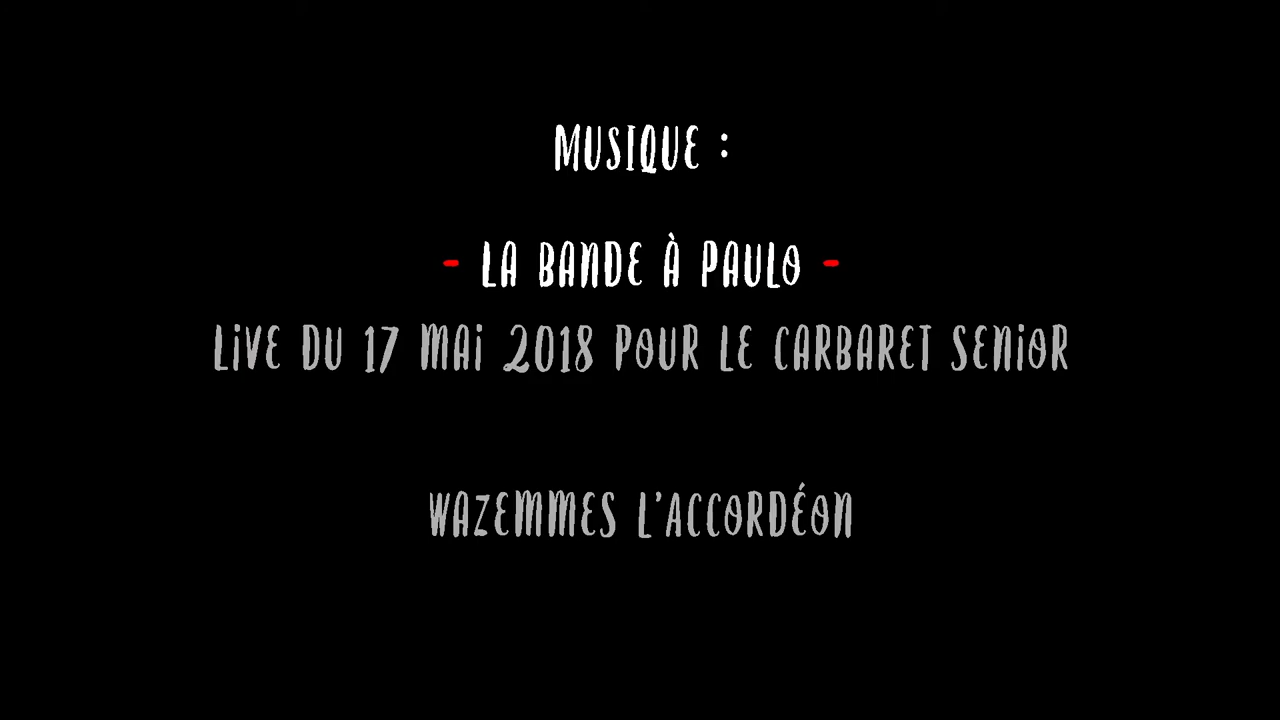 MUSIQUE :
- LA BANDE À PAULO -
LIVE DU 17 MAI 2018 POUR LE CARBARET SENIOR
WAZEMMES L'ACCORDÉON